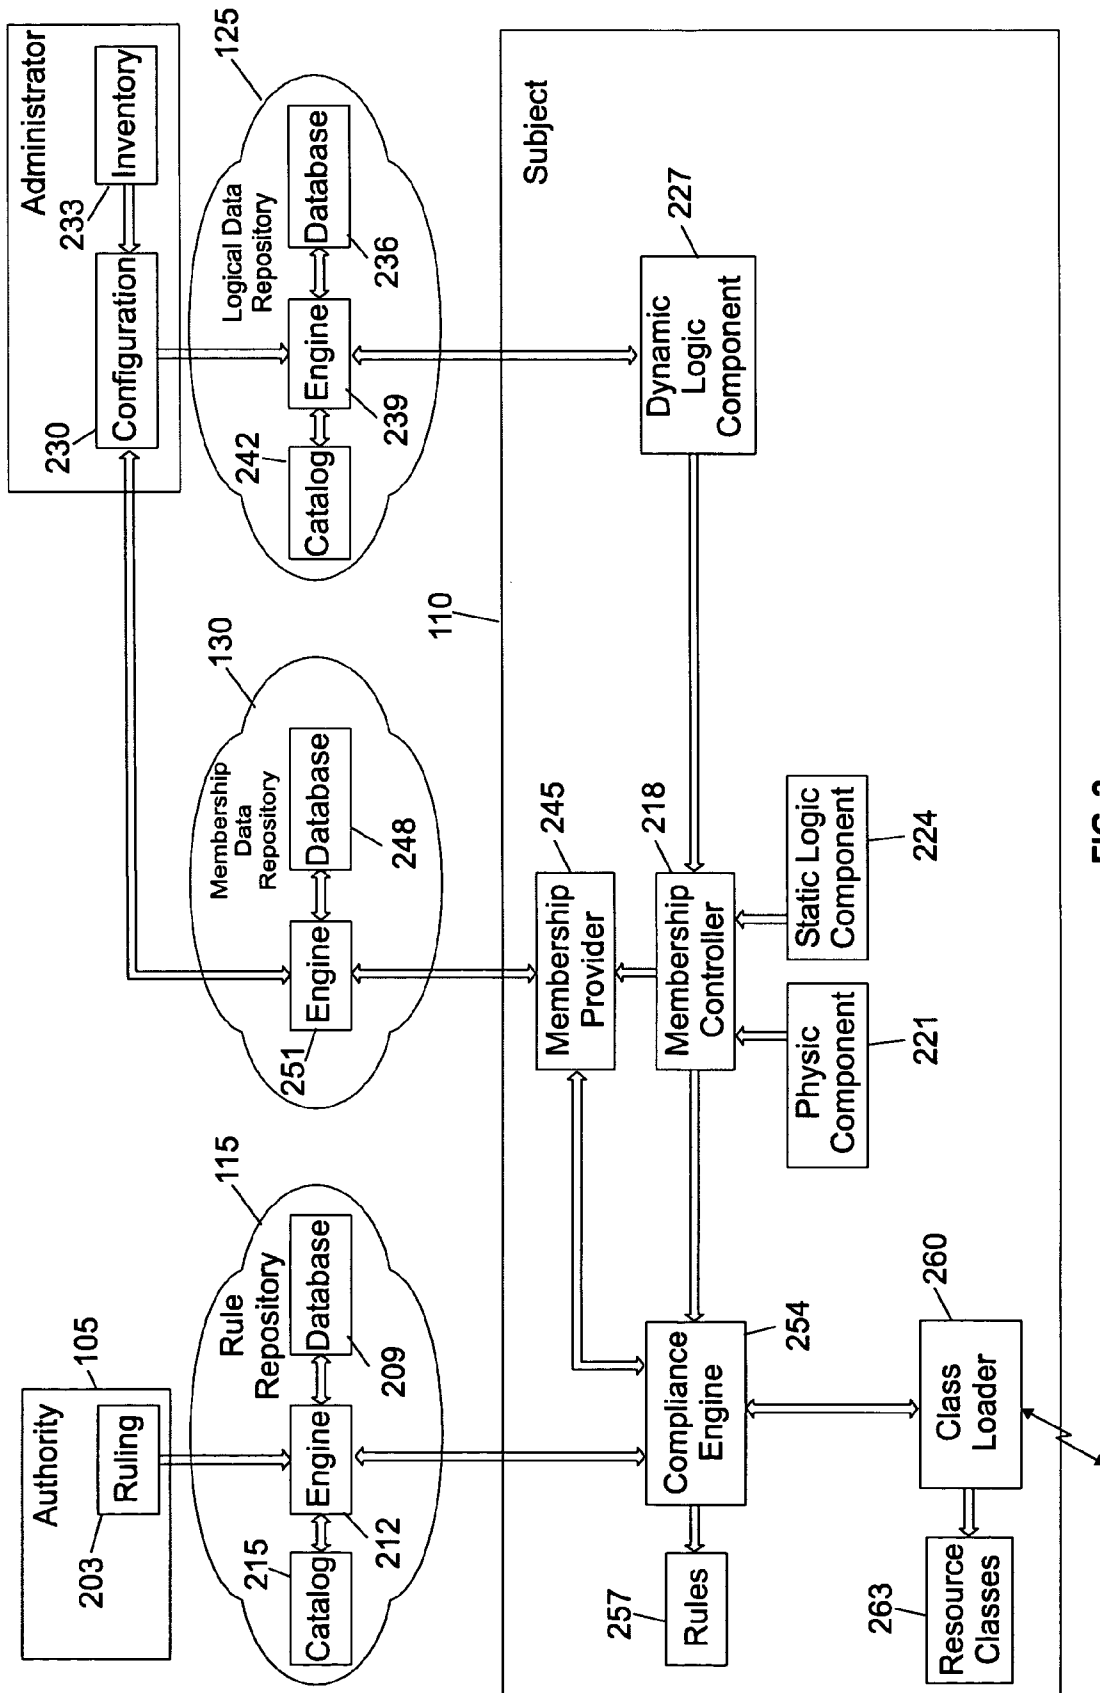 Authority
105
Ruling
203
Administrator
Inventory
233
Configuration
230
115
Rule
Repository
Database
209
Engine
212
Catalog
215
130
Membership
Data
Repository
Database
248
Engine
251
125
Logical Data
Repository
Database
236
Engine
239
Catalog
242
110
Subject
Membership
Provider
245
Membership
Controller
218
Dynamic
Logic
Component
227
Compliance
Engine
254
Rules
257
Physic
Component
221
Static Logic
Component
224
Class
Loader
260
Resource
Classes
263